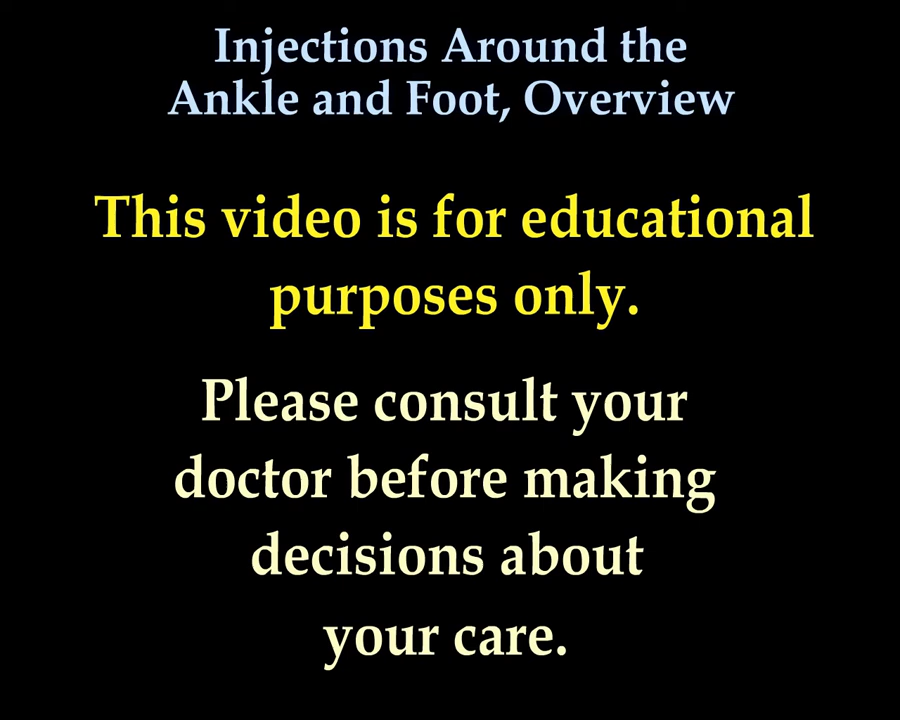 Injections Around the
Ankle and Foot, Overview
This video is for educational
purposes only.
Please consult your
doctor before making
decisions about
your care.